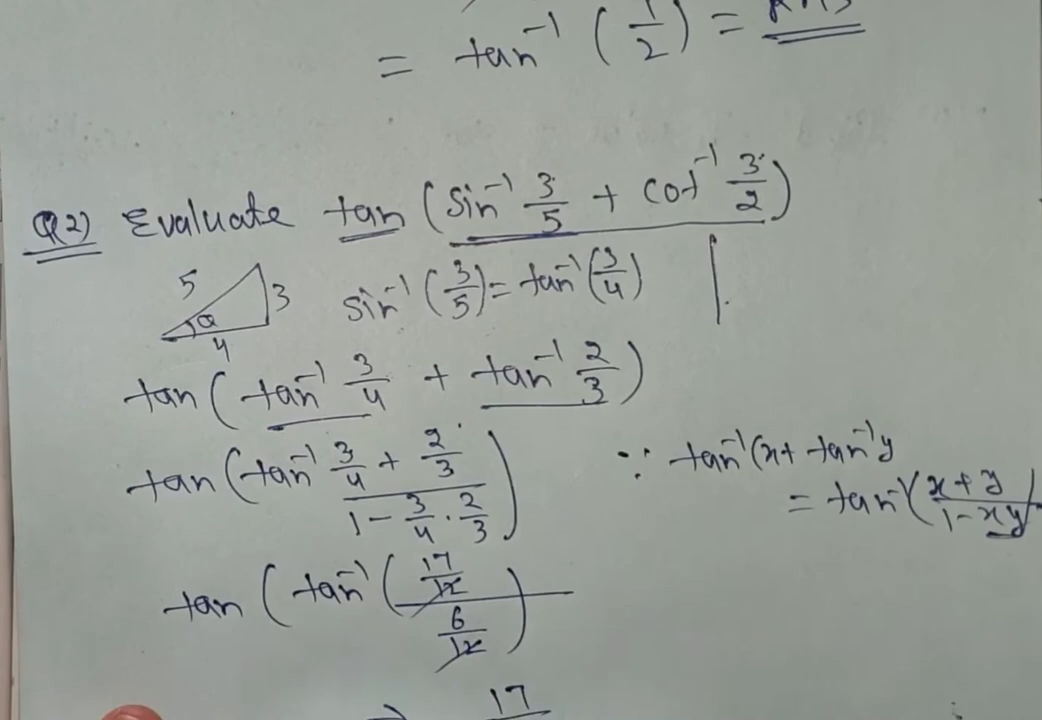 = tan⁻¹ (1/2) =
Q2) Evaluate tan (sin⁻¹ 3/5 + cot⁻¹ 3/2)
5 3 θ 4 sin⁻¹ (3/5) = tan⁻¹ (3/4)
tan (tan⁻¹ 3/4 + tan⁻¹ 2/3)
tan (tan⁻¹ (3/4 + 2/3)/(1 - 3/4 · 2/3)) ∵ tan⁻¹(x + tan⁻¹y
= tan⁻¹(x + y / 1 - xy)
tan (tan⁻¹ ((17/12)/(6/12)))
⇒ 17